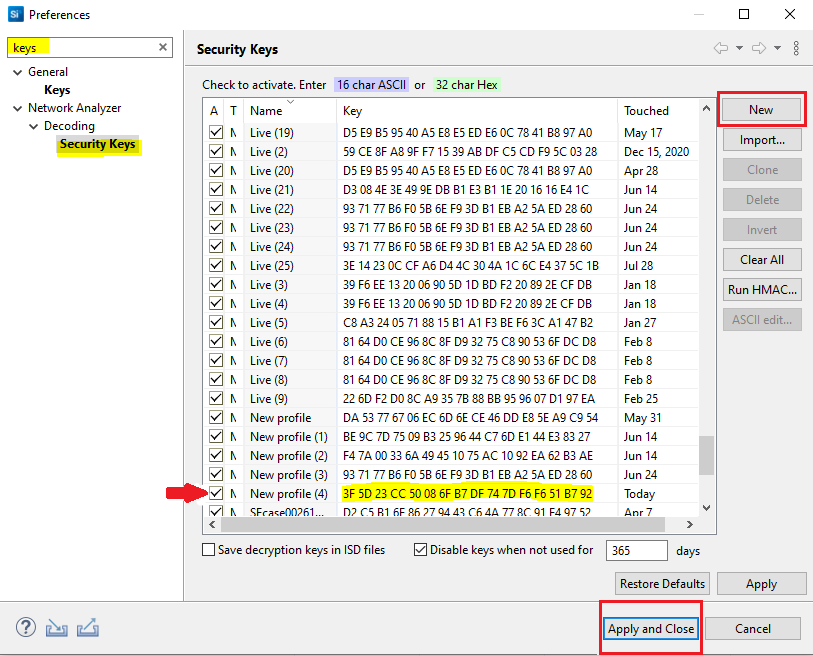 Si Preferences
keys
General
Keys
Network Analyzer
Decoding
Security Keys
Security Keys
Check to activate. Enter 16 char ASCII or 32 char Hex
A T Name Key Touched
Live (19) D5 E9 B5 95 40 A5 E8 E5 ED E6 0C 78 41 B8 97 A0 May 17
Live (2) 59 CE 8F A8 9F F7 15 39 AB DF C5 CD F9 5C 03 28 Dec 15, 2020
Live (20) D5 E9 B5 95 40 A5 E8 E5 ED E6 0C 78 41 B8 97 A0 Apr 28
Live (21) D3 08 4E 3E 49 9E DB B1 E3 B1 1E 20 16 16 E4 1C Jun 14
Live (22) 93 71 77 B6 F0 5B 6E F9 3D B1 EB A2 5A ED 28 60 Jun 24
Live (23) 93 71 77 B6 F0 5B 6E F9 3D B1 EB A2 5A ED 28 60 Jun 24
Live (24) 93 71 77 B6 F0 5B 6E F9 3D B1 EB A2 5A ED 28 60 Jun 24
Live (25) 3E 14 23 0C CF A6 D4 4C 30 4A 1C 6C E4 37 5C 1B Jul 28
Live (3) 39 F6 EE 13 20 06 90 5D 1D BD F2 20 89 2E CF DB Jan 18
Live (4) 39 F6 EE 13 20 06 90 5D 1D BD F2 20 89 2E CF DB Jan 18
Live (5) C8 A3 24 05 71 88 15 B1 A1 F3 BE F6 3C A1 47 B2 Jan 27
Live (6) 81 64 D0 CE 96 8C 8F D9 32 75 C8 90 53 6F DC D8 Feb 8
Live (7) 81 64 D0 CE 96 8C 8F D9 32 75 C8 90 53 6F DC D8 Feb 8
Live (8) 81 64 D0 CE 96 8C 8F D9 32 75 C8 90 53 6F DC D8 Feb 8
Live (9) 22 6D F2 D0 8C A9 35 7B 88 BB 95 96 07 D1 97 EA Feb 25
New profile DA 53 77 67 06 EC 6D 6E CE 46 DD E8 5E A9 C9 54 May 31
New profile (1) BE 9C 7D 75 09 B3 25 96 44 C7 6D E1 44 E3 83 27 Jun 14
New profile (2) F4 7A 00 33 6A 49 45 10 75 AC 10 92 EA 62 B3 AE Jun 14
New profile (3) 93 71 77 B6 F0 5B 6E F9 3D B1 EB A2 5A ED 28 60 Jun 24
New profile (4) 3F 5D 23 CC 50 08 6F B7 DF 74 7D F6 F6 51 B7 92 Today
SFcase00261... D2 C5 B1 6F 86 27 94 43 C6 4A 77 8C 91 F4 97 52 Apr 7
New
Import...
Clone
Delete
Invert
Clear All
Run HMAC...
ASCII edit...
Save decryption keys in ISD files Disable keys when not used for 365 days
Restore Defaults Apply
? Apply and Close Cancel